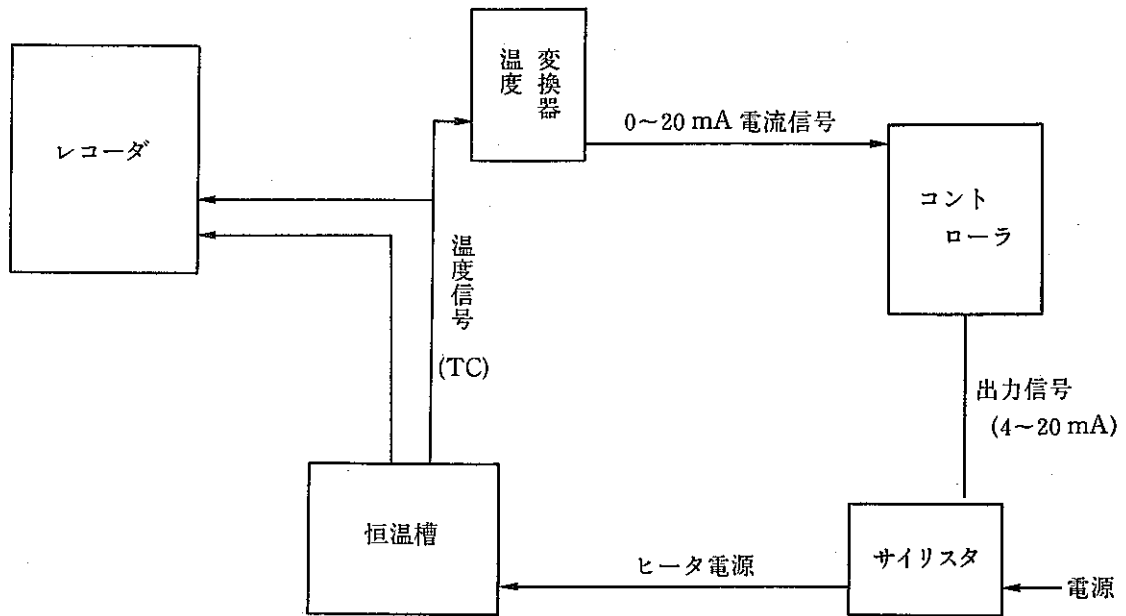 レコーダ
温度
変換器
0～20 mA 電流信号
コント
ローラ
温度信号
(TC)
出力信号
(4～20 mA)
恒温槽
ヒータ電源
サイリスタ
電源